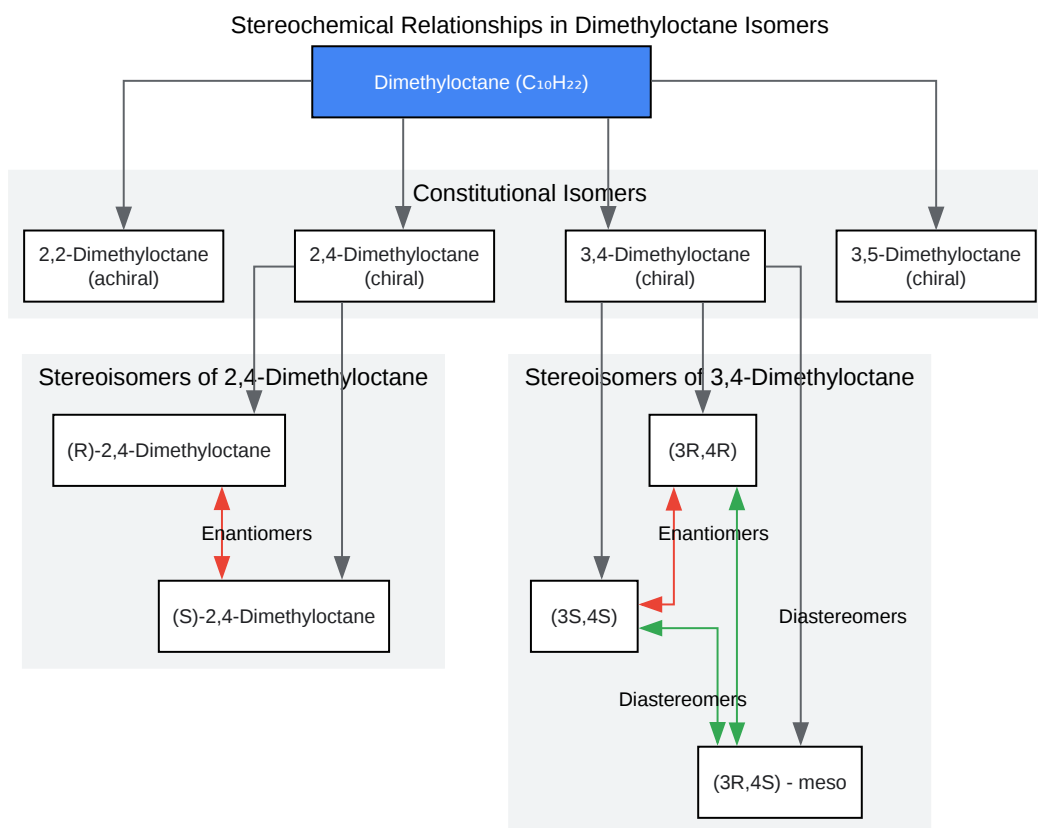 Stereochemical Relationships in Dimethyloctane Isomers
Dimethyloctane (C₁₀H₂₂)
Constitutional Isomers
2,2-Dimethyloctane
(achiral)
2,4-Dimethyloctane
(chiral)
3,4-Dimethyloctane
(chiral)
3,5-Dimethyloctane
(chiral)
Stereoisomers of 2,4-Dimethyloctane
(R)-2,4-Dimethyloctane
Enantiomers
(S)-2,4-Dimethyloctane
Stereoisomers of 3,4-Dimethyloctane
(3R,4R)
Enantiomers
(3S,4S)
Diastereomers
Diastereomers
(3R,4S) - meso